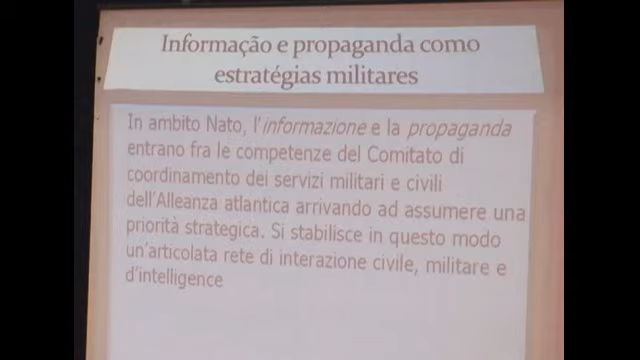 Informação e propaganda como
estratégias militares
In ambito Nato, l'informazione e la propaganda
entrano fra le competenze del Comitato di
coordinamento dei servizi militari e civili
dell'Alleanza atlantica arrivando ad assumere una
priorità strategica. Si stabilisce in questo modo
un'articolata rete di interazione civile, militare e
d'intelligence